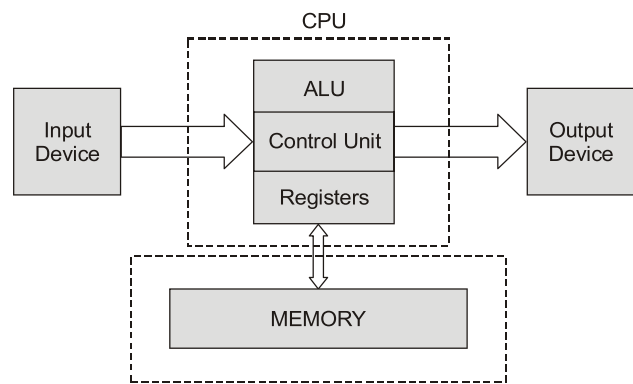 CPU
ALU
Input
Device
Control Unit
Output
Device
Registers
MEMORY